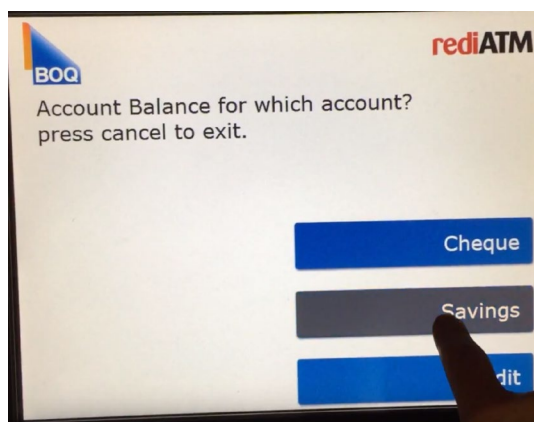 BOQ
rediATM
Account Balance for which account?
press cancel to exit.
Cheque
Savings